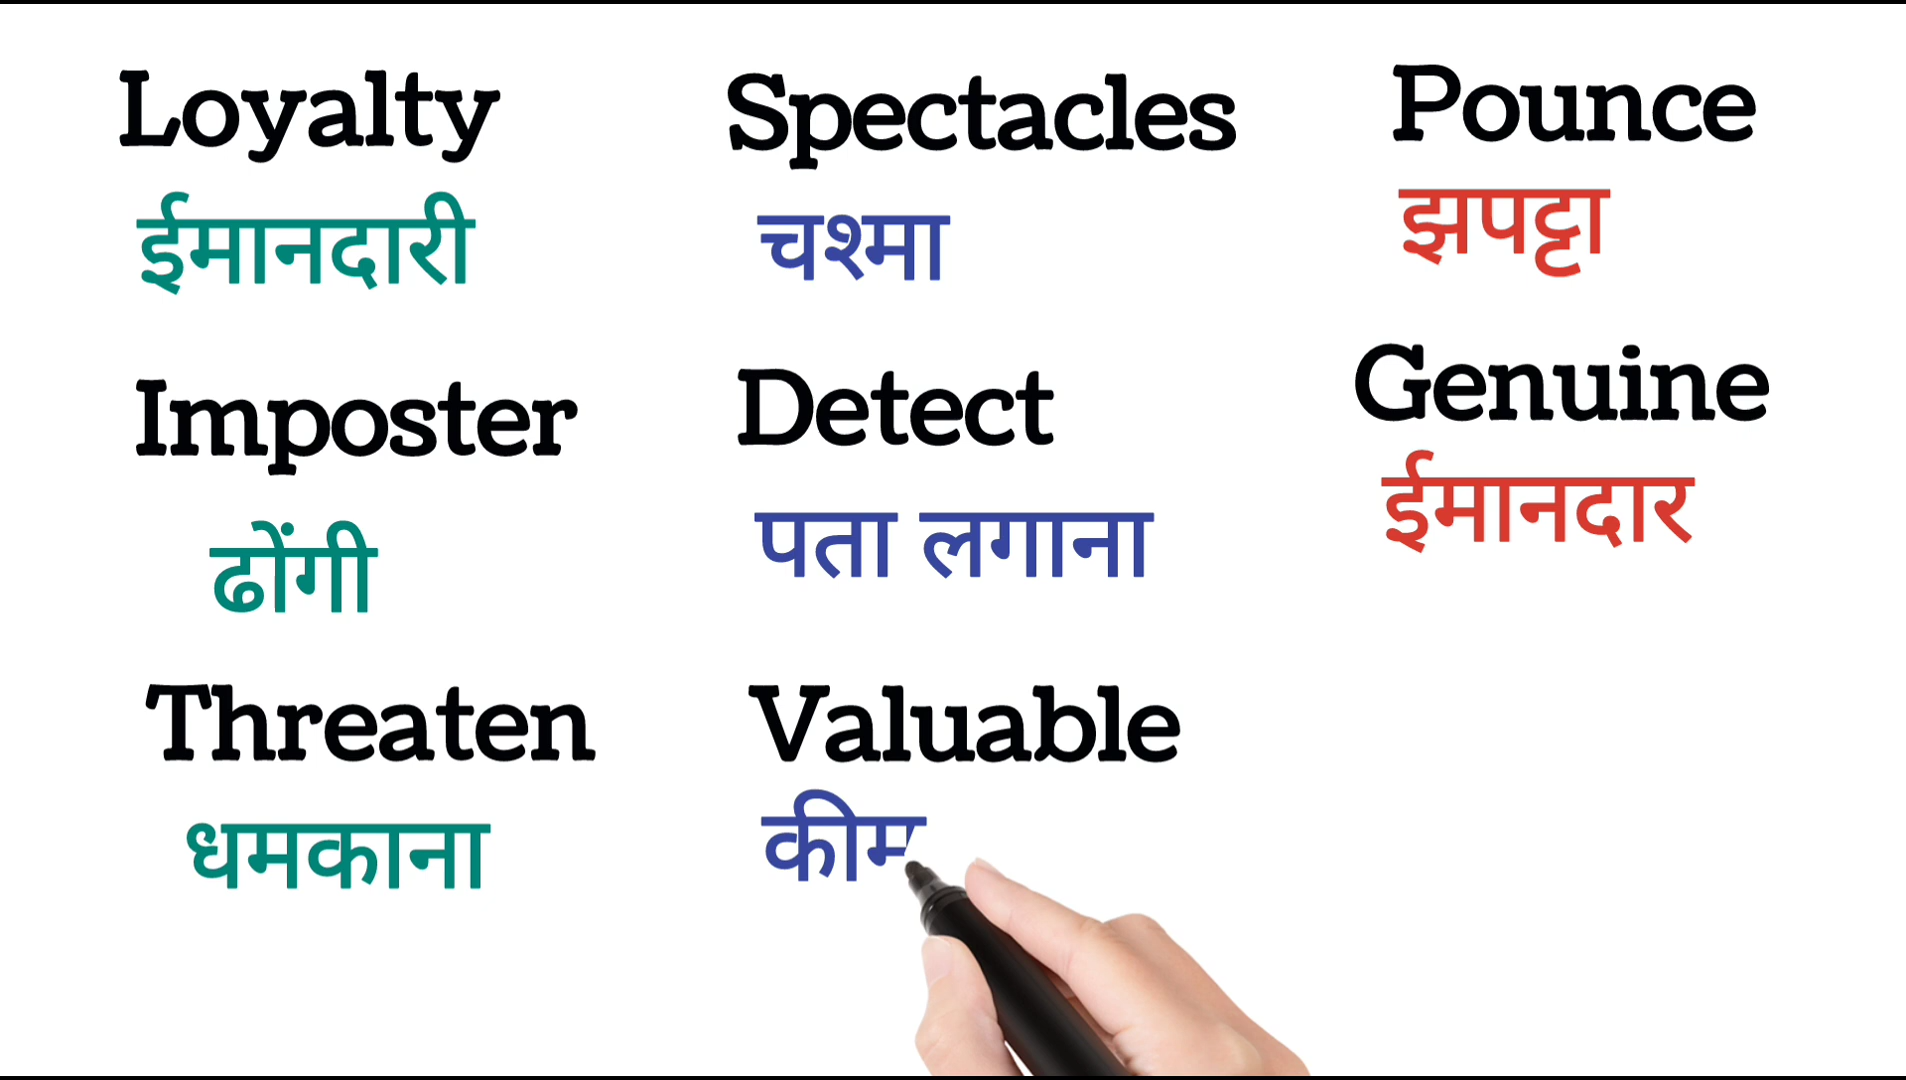 Loyalty
ईमानदारी
Imposter
ढोंगी
Threaten
धमकाना
Spectacles
चश्मा
Detect
पता लगाना
Valuable
कीम
Pounce
झपट्टा
Genuine
ईमानदार